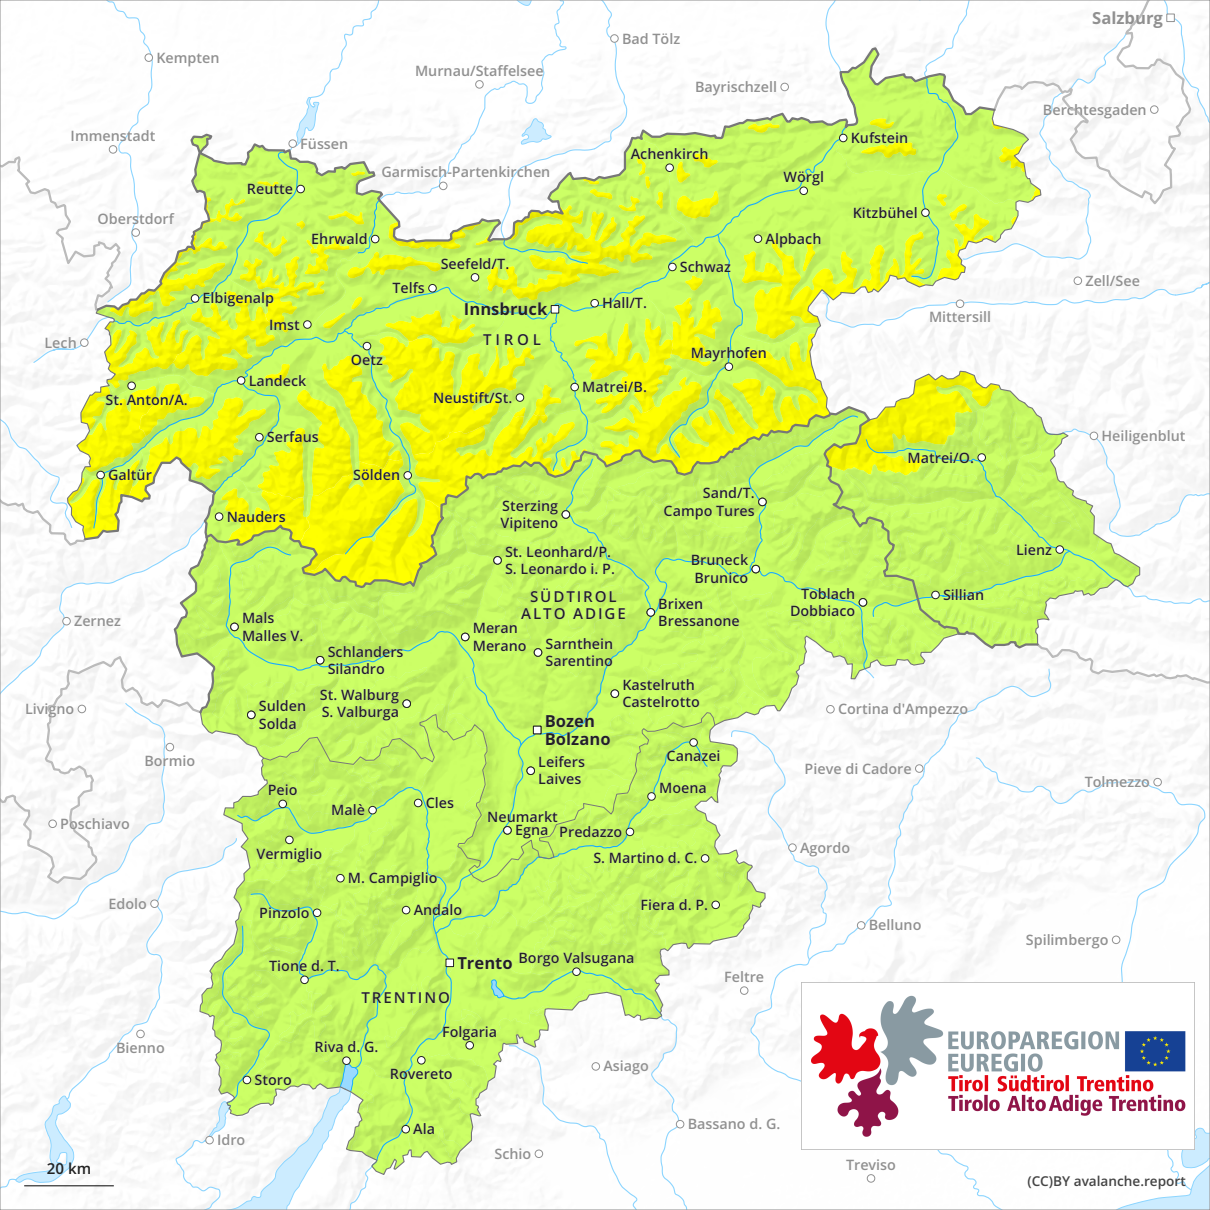 Salzburg
Bad Tölz
Kempten
Murnau/Staffelsee
Bayrischzell
Berchtesgaden
Immenstadt
Füssen
Kufstein
Achenkirch
Garmisch-Partenkirchen
Wörgl
Reutte
Oberstdorf
Kitzbühel
Ehrwald
Alpbach
Seefeld/T.
Schwaz
Zell/See
Telfs
Elbigenalp
Hall/T.
Innsbruck
Mittersill
Imst
TIROL
Lech
Oetz
Mayrhofen
Landeck
St. Anton/A.
Neustift/St.
Matrei/B.
Serfaus
Heiligenblut
Matrei/O.
Galtür
Sölden
Sand/T.
Campo Tures
Sterzing
Vipiteno
Nauders
St. Leonhard/P.
S. Leonardo i. P.
Lienz
Bruneck
Brunico
SÜDTIROL
ALTO ADIGE
Toblach
Dobbiaco
Sillian
Brixen
Bressanone
Zernez
Mals
Malles V.
Meran
Merano
Sarnthein
Sarentino
Schlanders
Silandro
Kastelruth
Castelrotto
St. Walburg
S. Valburga
Sulden
Solda
Livigno
Cortina d'Ampezzo
Bozen
Bolzano
Bormio
Canazei
Leifers
Laives
Pieve di Cadore
Tolmezzo
Peio
Moena
Malè
Cles
Neumarkt
Egna
Predazzo
Poschiavo
Vermiglio
S. Martino d. C.
Agordo
M. Campiglio
Edolo
Pinzolo
Andalo
Fiera d. P.
Belluno
Spilimbergo
Trento
Borgo Valsugana
Tione d. T.
Feltre
TRENTINO
Folgaria
Bienno
Riva d. G.
EUROPAREGION
EUREGIO
Tirol Südtirol Trentino
Tirolo Alto Adige Trentino
Asiago
Rovereto
Storo
Ala
Bassano d. G.
Idro
Schio
Treviso
20 km
(CC)BY avalanche.report